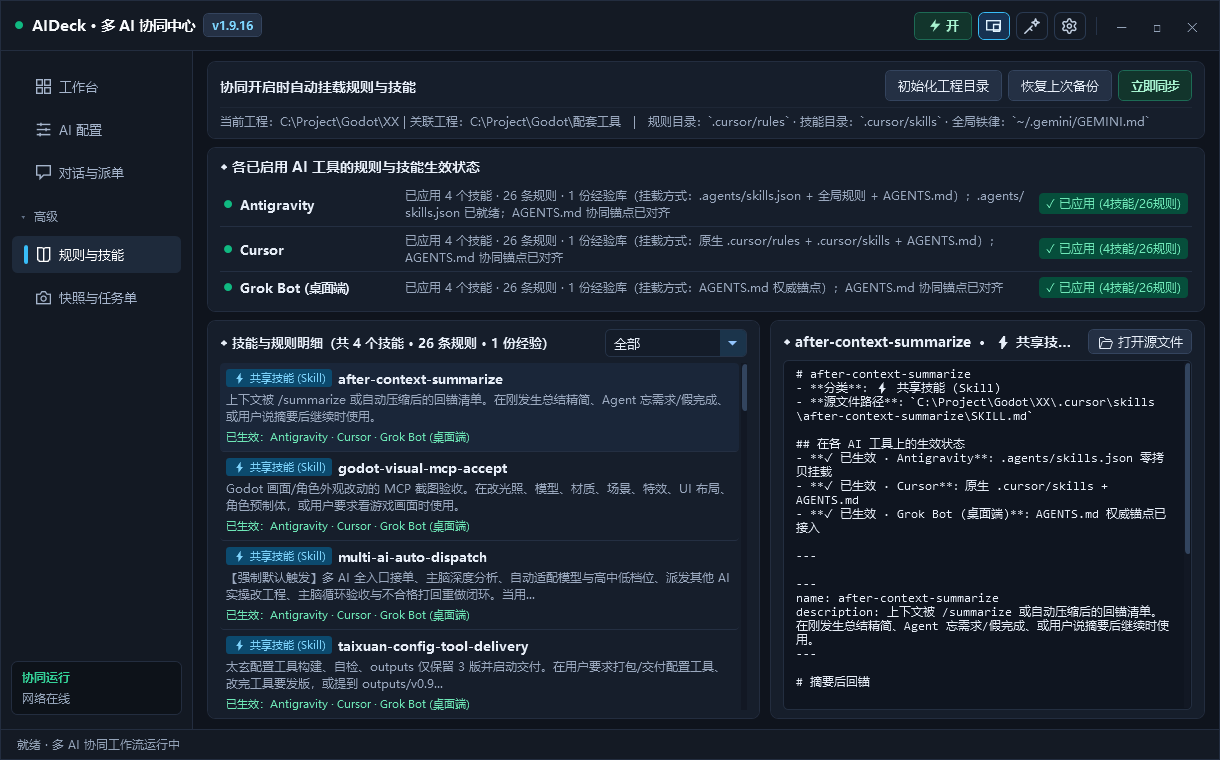 AIDeck • 多 AI 协同中心
v1.9.16
开
工作台
AI 配置
对话与派单
高级
规则与技能
快照与任务单
协同运行
网络在线
协同开启时自动挂载规则与技能
初始化工程目录
恢复上次备份
立即同步
当前工程：C:\Project\Godot\XX | 关联工程：C:\Project\Godot\配套工具 | 规则目录：`.cursor/rules` · 技能目录：`.cursor/skills` · 全局铁律：`~/.gemini/GEMINI.md`
各已启用 AI 工具的规则与技能生效状态
Antigravity
已应用 4 个技能 · 26 条规则 · 1 份经验库（挂载方式：.agents/skills.json + 全局规则 + AGENTS.md）；.agents/
skills.json 已就绪；AGENTS.md 协同锚点已对齐
✓ 已应用 (4技能/26规则)
Cursor
已应用 4 个技能 · 26 条规则 · 1 份经验库（挂载方式：原生 .cursor/rules + .cursor/skills + AGENTS.md）；
AGENTS.md 协同锚点已对齐
✓ 已应用 (4技能/26规则)
Grok Bot (桌面端)
已应用 4 个技能 · 26 条规则 · 1 份经验库（挂载方式：AGENTS.md 权威锚点）；AGENTS.md 协同锚点已对齐
✓ 已应用 (4技能/26规则)
技能与规则明细（共 4 个技能 • 26 条规则 • 1 份经验）
全部
共享技能 (Skill) after-context-summarize
上下文被 /summarize 或自动压缩后的回锚清单。在刚发生总结精简、Agent 忘需求/假完成、
或用户说摘要后继续时使用。
已生效：Antigravity · Cursor · Grok Bot (桌面端)
共享技能 (Skill) godot-visual-mcp-accept
Godot 画面/角色外观改动的 MCP 截图验收。在改光照、模型、材质、场景、特效、UI 布局、
角色预制体，或用户要求看游戏画面时使用。
已生效：Antigravity · Cursor · Grok Bot (桌面端)
共享技能 (Skill) multi-ai-auto-dispatch
【强制默认触发】多 AI 全入口接单、主脑深度分析、自动适配模型与高中低档位、派发其他 AI
实操改工程、主脑循环验收与不合格打回重做闭环。当用...
已生效：Antigravity · Cursor · Grok Bot (桌面端)
共享技能 (Skill) taixuan-config-tool-delivery
太玄配置工具构建、自检、outputs 仅保留 3 版并启动交付。在用户要求打包/交付配置工具、
改完工具要发版，或提到 outputs/v0.9...
已生效：Antigravity · Cursor · Grok Bot (桌面端)
after-context-summarize • 共享技...
打开源文件
# after-context-summarize
- **分类**: 共享技能 (Skill)
- **源文件路径**: `C:\Project\Godot\XX\.cursor\skills
\after-context-summarize\SKILL.md`
## 在各 AI 工具上的生效状态
- **✓ 已生效 · Antigravity**: .agents/skills.json 零拷
贝挂载
- **✓ 已生效 · Cursor**: 原生 .cursor/skills +
AGENTS.md
- **✓ 已生效 · Grok Bot (桌面端)**: AGENTS.md 权威锚点已
接入
---
---
name: after-context-summarize
description: 上下文被 /summarize 或自动压缩后的回锚清单。
在刚发生总结精简、Agent 忘需求/假完成、或用户说摘要后继续时使
用。
---
# 摘要后回锚
就绪 · 多 AI 协同工作流运行中